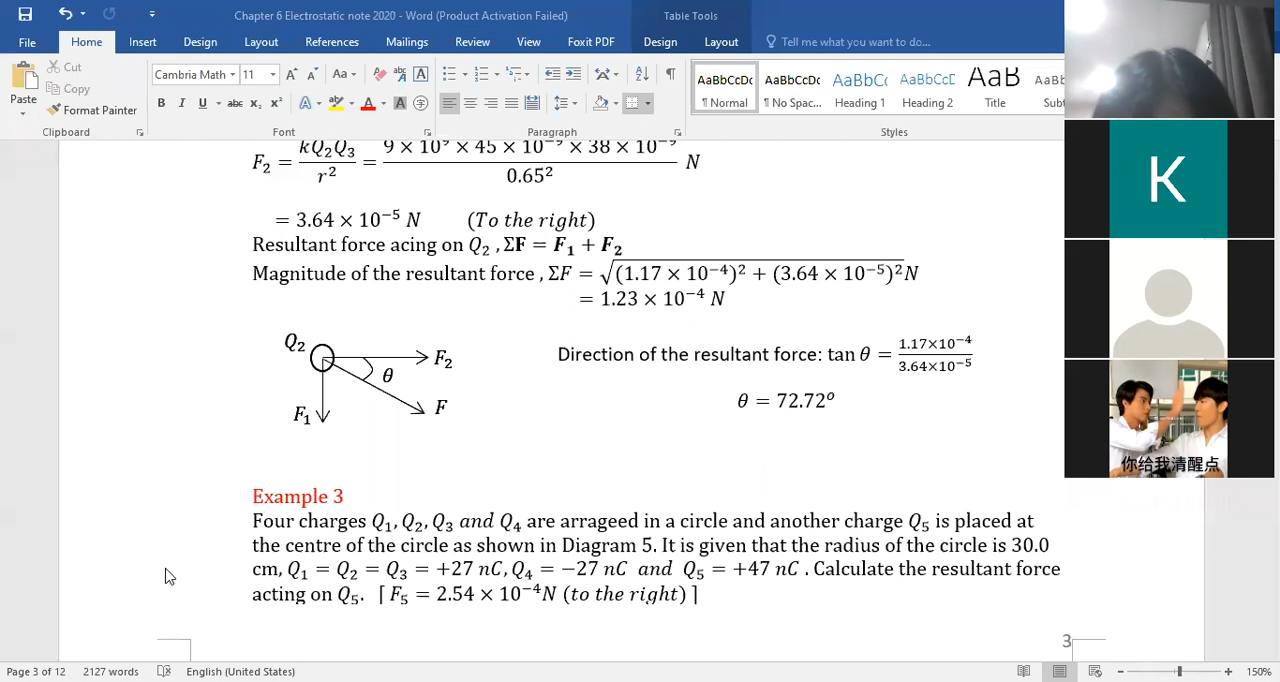 Chapter 6 Electrostatic note 2020 - Word (Product Activation Failed)
Table Tools
File Home Insert Design Layout References Mailings Review View Foxit PDF Design Layout Tell me what you want to do...
Cut
Copy
Format Painter
Paste
Cambria Math 11
AaBbCcDc AaBbCcDc AaBbC AaBbCcD AaB AaB
¶ Normal ¶ No Spac... Heading 1 Heading 2 Title Subt
Clipboard Font Paragraph Styles
F₂ = kQ₂Q₃ / r² = 9 × 10⁹ × 45 × 10⁻⁹ × 38 × 10⁻⁹ / 0.65² N
= 3.64 × 10⁻⁵ N (To the right)
Resultant force acing on Q₂ , ΣF = F₁ + F₂
Magnitude of the resultant force , ΣF = √(1.17 × 10⁻⁴)² + (3.64 × 10⁻⁵)² N
= 1.23 × 10⁻⁴ N
Q₂
F₂
θ
F₁
F
Direction of the resultant force: tan θ = 1.17×10⁻⁴ / 3.64×10⁻⁵
θ = 72.72°
Example 3
Four charges Q₁, Q₂, Q₃ and Q₄ are arrageed in a circle and another charge Q₅ is placed at
the centre of the circle as shown in Diagram 5. It is given that the radius of the circle is 30.0
cm, Q₁ = Q₂ = Q₃ = +27 nC, Q₄ = −27 nC and Q₅ = +47 nC . Calculate the resultant force
acting on Q₅. [ F₅ = 2.54 × 10⁻⁴N (to the right) ]
3
K
你给我清醒点
Page 3 of 12 2127 words English (United States) 150%